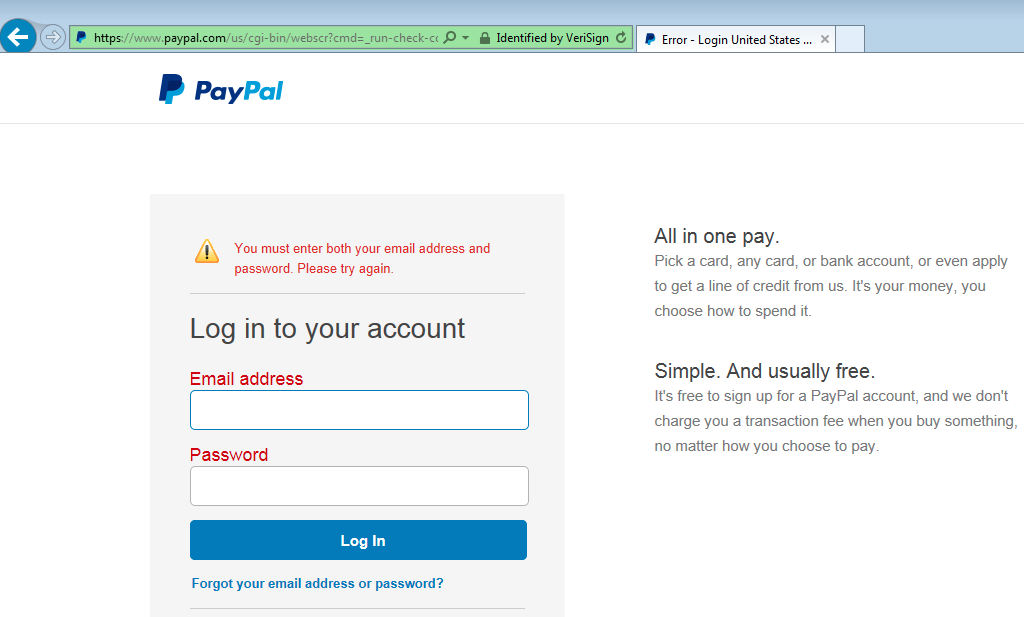 https://www.paypal.com/us/cgi-bin/webscr?cmd=_run-check-co
Identified by VeriSign
Error - Login United States ...
PayPal
You must enter both your email address and
password. Please try again.
Log in to your account
Email address
Password
Log In
Forgot your email address or password?
All in one pay.
Pick a card, any card, or bank account, or even apply
to get a line of credit from us. It's your money, you
choose how to spend it.
Simple. And usually free.
It's free to sign up for a PayPal account, and we don't
charge you a transaction fee when you buy something,
no matter how you choose to pay.